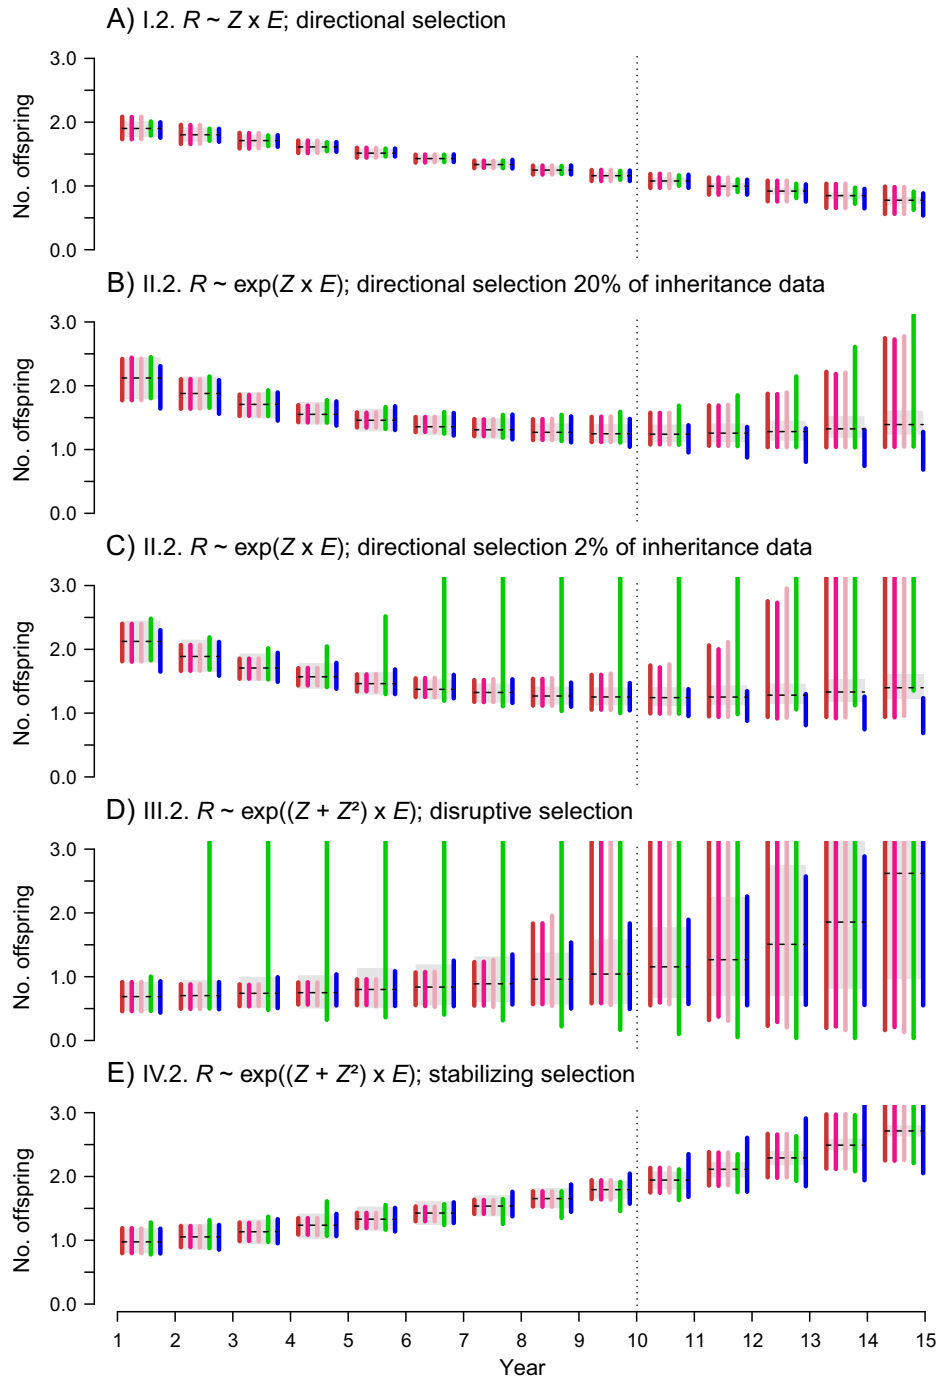 A) I.2. R ~ Z x E; directional selection
3.0
2.0
1.0
0.0
No. offspring
B) II.2. R ~ exp(Z x E); directional selection 20% of inheritance data
3.0
2.0
1.0
0.0
No. offspring
C) II.2. R ~ exp(Z x E); directional selection 2% of inheritance data
3.0
2.0
1.0
0.0
No. offspring
D) III.2. R ~ exp((Z + Z²) x E); disruptive selection
3.0
2.0
1.0
0.0
No. offspring
E) IV.2. R ~ exp((Z + Z²) x E); stabilizing selection
3.0
2.0
1.0
0.0
No. offspring
1 2 3 4 5 6 7 8 9 10 11 12 13 14 15
Year